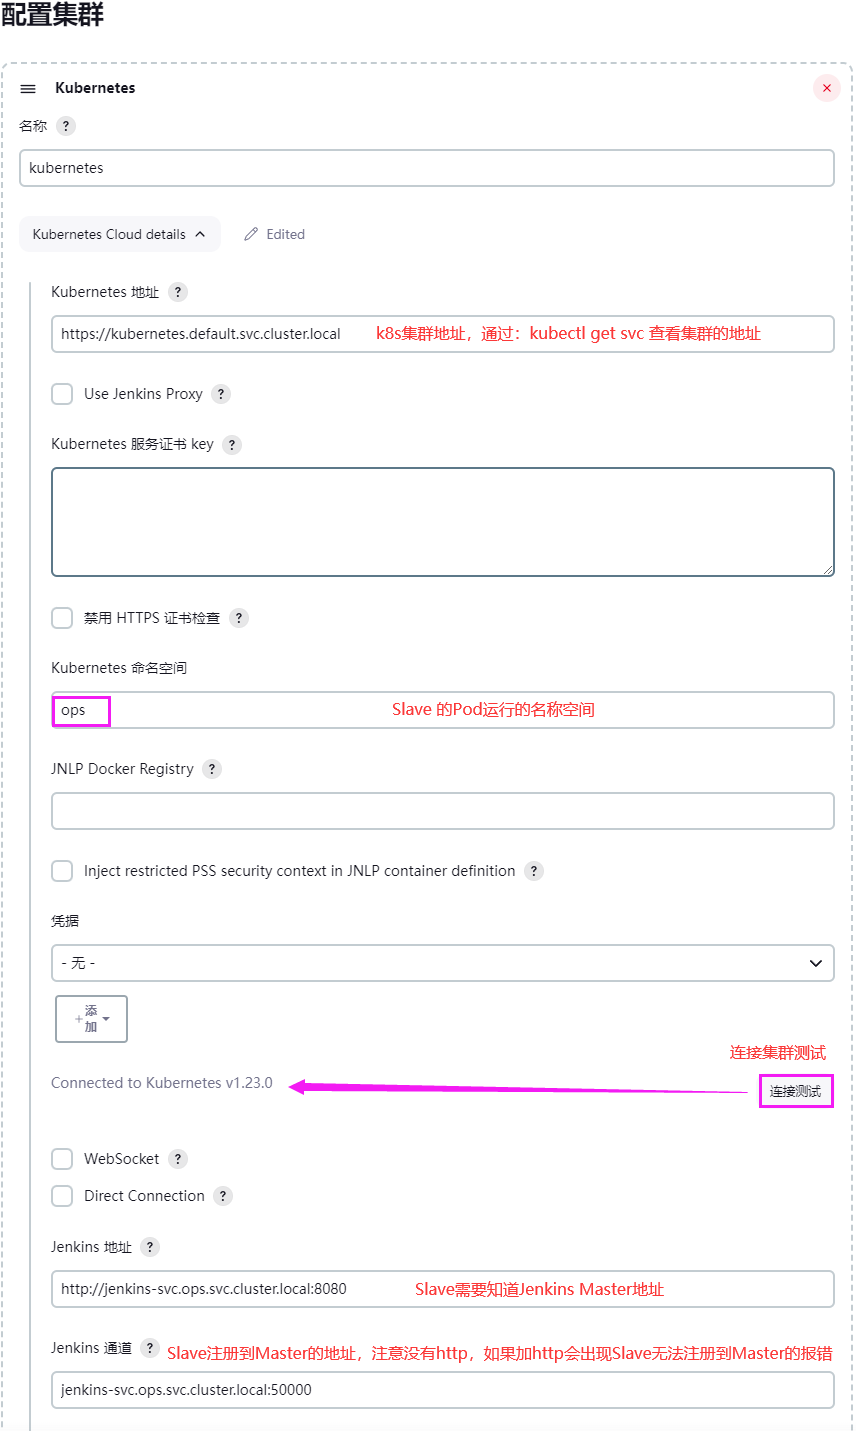 配置集群
Kubernetes
名称 ?
kubernetes
Kubernetes Cloud details Edited
Kubernetes 地址 ?
https://kubernetes.default.svc.cluster.local k8s集群地址，通过：kubectl get svc 查看集群的地址
Use Jenkins Proxy ?
Kubernetes 服务证书 key ?
禁用 HTTPS 证书检查 ?
Kubernetes 命名空间
ops Slave 的Pod运行的名称空间
JNLP Docker Registry ?
Inject restricted PSS security context in JNLP container definition ?
凭据
- 无 -
+ 添
加
连接集群测试
Connected to Kubernetes v1.23.0 连接测试
WebSocket ?
Direct Connection ?
Jenkins 地址 ?
http://jenkins-svc.ops.svc.cluster.local:8080 Slave需要知道Jenkins Master地址
Jenkins 通道 ? Slave注册到Master的地址，注意没有http，如果加http会出现Slave无法注册到Master的报错
jenkins-svc.ops.svc.cluster.local:50000